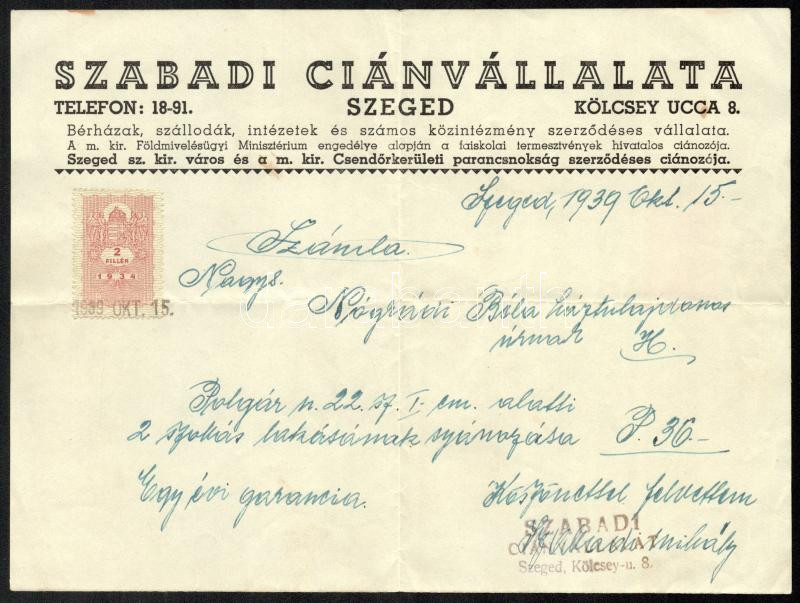 SZABADI CIÁNVÁLLALATA
TELEFON: 18-91. SZEGED KÖLCSEY UCCA 8.
Bérházak, szállodák, intézetek és számos közintézmény szerződéses vállalata.
A m. kir. Földmivelésügyi Minisztérium engedélye alapján a faiskolai termesztvények hivatalos ciánozója.
Szeged sz. kir. város és a m. kir. Csendőrkerületi parancsnokság szerződéses ciánozója.
Szeged, 1939 Okt. 15-
2
FILLÉR
1934
1939 OKT. 15.
Számla.
Nagys.
Nógrádi Béla háztulajdonos
úrnak H.
Polgár u. 22. sz. I-em. alatti
2 szobás lakásának cyánozása P. 36.-
Egy évi garancia. Köszönettel felvettem
SZABADI
Szabadi Mihály
Szeged, Kölcsey-u. 8.